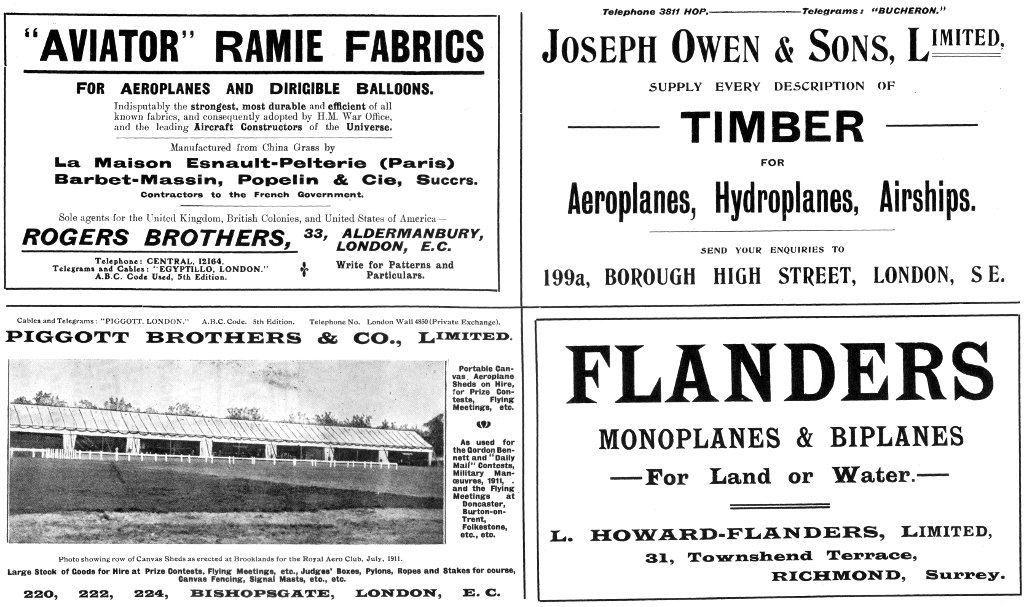 "AVIATOR" RAMIE FABRICS
FOR AEROPLANES AND DIRIGIBLE BALLOONS.
Indisputably the strongest, most durable and efficient of all
known fabrics, and consequently adopted by H.M. War Office,
and the leading Aircraft Constructors of the Universe.
Manufactured from China Grass by
La Maison Esnault-Pelterie (Paris)
Barbet-Massin, Popelin & Cie, Succrs.
Contractors to the French Government.
Sole agents for the United Kingdom, British Colonies, and United States of America—
ROGERS BROTHERS, 33, ALDERMANBURY,
LONDON, E.C.
Telephone: CENTRAL, 12164.
Telegrams and Cables: "EGYPTILLO, LONDON."
A.B.C. Code Used, 5th Edition.
Write for Patterns and
Particulars.
Telephone 3811 HOP.—Telegrams: "BUCHERON."
JOSEPH OWEN & SONS, LIMITED,
SUPPLY EVERY DESCRIPTION OF
TIMBER
FOR
Aeroplanes, Hydroplanes, Airships.
SEND YOUR ENQUIRIES TO
199a, BOROUGH HIGH STREET, LONDON, S E.
Cables and Telegrams: "PIGGOTT, LONDON." A.B.C. Code. 5th Edition. Telephone No. London Wall 4850 (Private Exchange).
PIGGOTT BROTHERS & CO., LIMITED.
Portable Can-
vas Aeroplane
Sheds on Hire,
for Prize Con-
tests, Flying
Meetings, etc.
As used for
the Gordon Ben-
nett and "Daily
Mail" Contests,
Military Man-
œuvres, 1911,
and the Flying
Meetings at
Doncaster,
Burton-on-
Trent,
Folkestone,
etc., etc.
Photo showing row of Canvas Sheds as erected at Brooklands for the Royal Aero Club, July, 1911.
Large Stock of Goods for Hire at Prize Contests, Flying Meetings, etc., Judges' Boxes, Pylons, Ropes and Stakes for course,
Canvas Fencing, Signal Masts, etc., etc.
220, 222, 224, BISHOPSGATE, LONDON, E. C.
FLANDERS
MONOPLANES & BIPLANES
—For Land or Water.—
L. HOWARD-FLANDERS, LIMITED,
31, Townshend Terrace,
RICHMOND, Surrey.